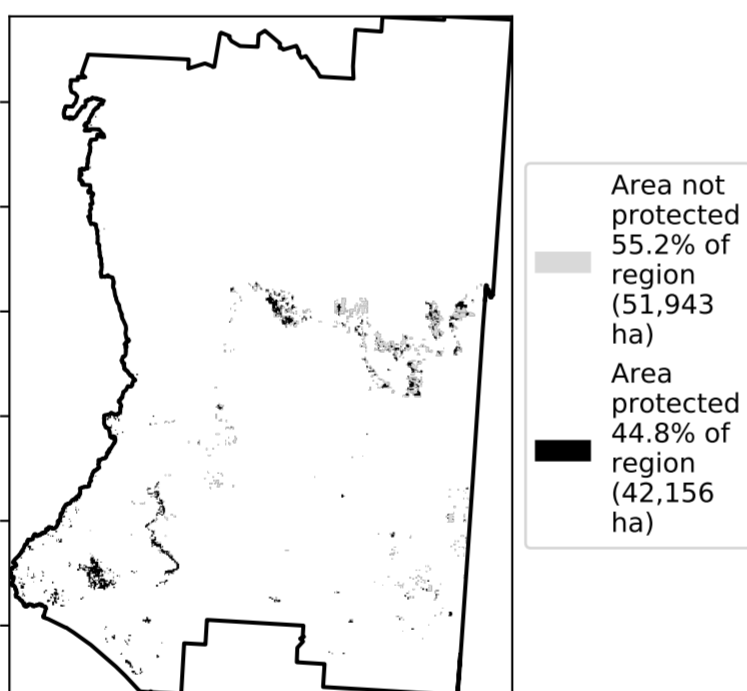 Area not
protected
55.2% of
region
(51,943
ha)
Area
protected
44.8% of
region
(42,156
ha)